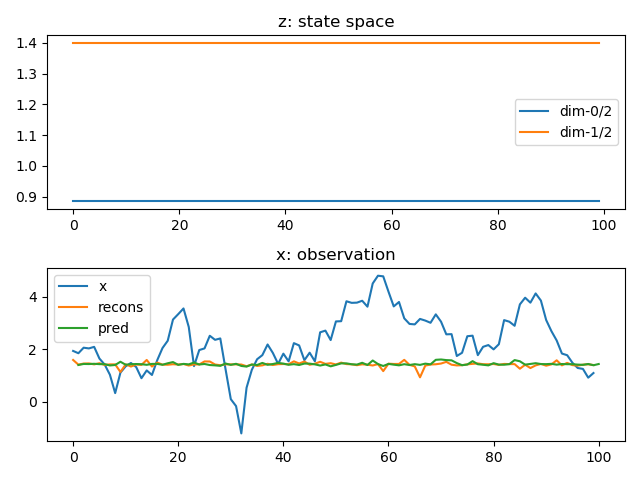 z: state space
1.4
1.3
1.2
1.1
1.0
0.9
dim-0/2
dim-1/2
0 20 40 60 80 100
x: observation
4
2
0
x
recons
pred
0 20 40 60 80 100